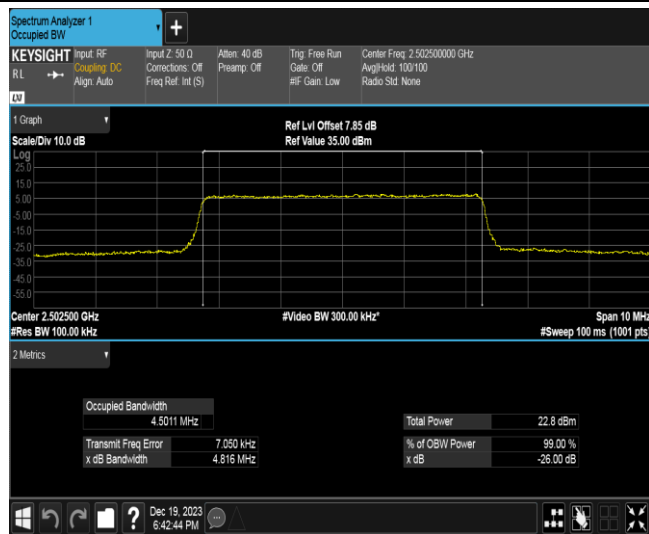 Spectrum Analyzer 1
Occupied BW
+
KEYSIGHT
RL
LXI
Input: RF
Coupling: DC
Align: Auto
Input Z: 50 Ω
Corrections: Off
Freq Ref: Int (S)
Atten: 40 dB
Preamp: Off
Trig: Free Run
Gate: Off
#IF Gain: Low
Center Freq: 2.502500000 GHz
Avg|Hold: 100/100
Radio Std: None
1 Graph
Scale/Div 10.0 dB
Ref Lvl Offset 7.85 dB
Ref Value 35.00 dBm
Log
25.0
15.0
5.00
-5.00
-15.0
-25.0
-35.0
-45.0
-55.0
Center 2.502500 GHz
#Res BW 100.00 kHz
#Video BW 300.00 kHz*
Span 10 MHz
#Sweep 100 ms (1001 pts)
2 Metrics
Occupied Bandwidth
4.5011 MHz
Transmit Freq Error 7.050 kHz
x dB Bandwidth 4.816 MHz
Total Power 22.8 dBm
% of OBW Power 99.00 %
x dB -26.00 dB
?
Dec 19, 2023
6:42:44 PM